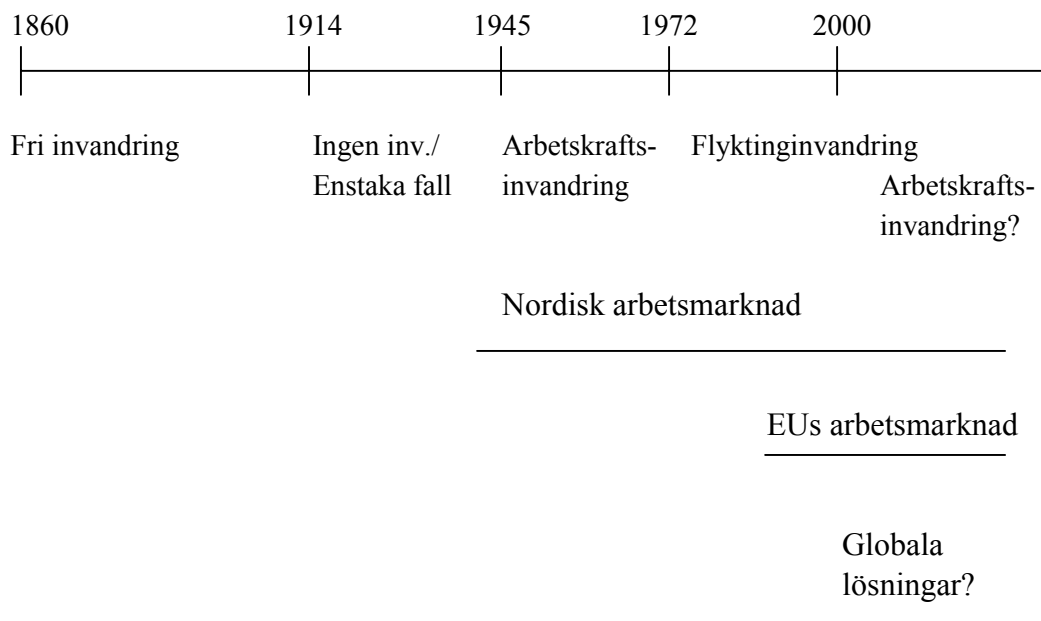 1860 1914 1945 1972 2000
Fri invandring Ingen inv./ Arbetskrafts- Flyktinginvandring
Enstaka fall invandring Arbetskrafts-
invandring?
Nordisk arbetsmarknad
EUs arbetsmarknad
Globala
lösningar?